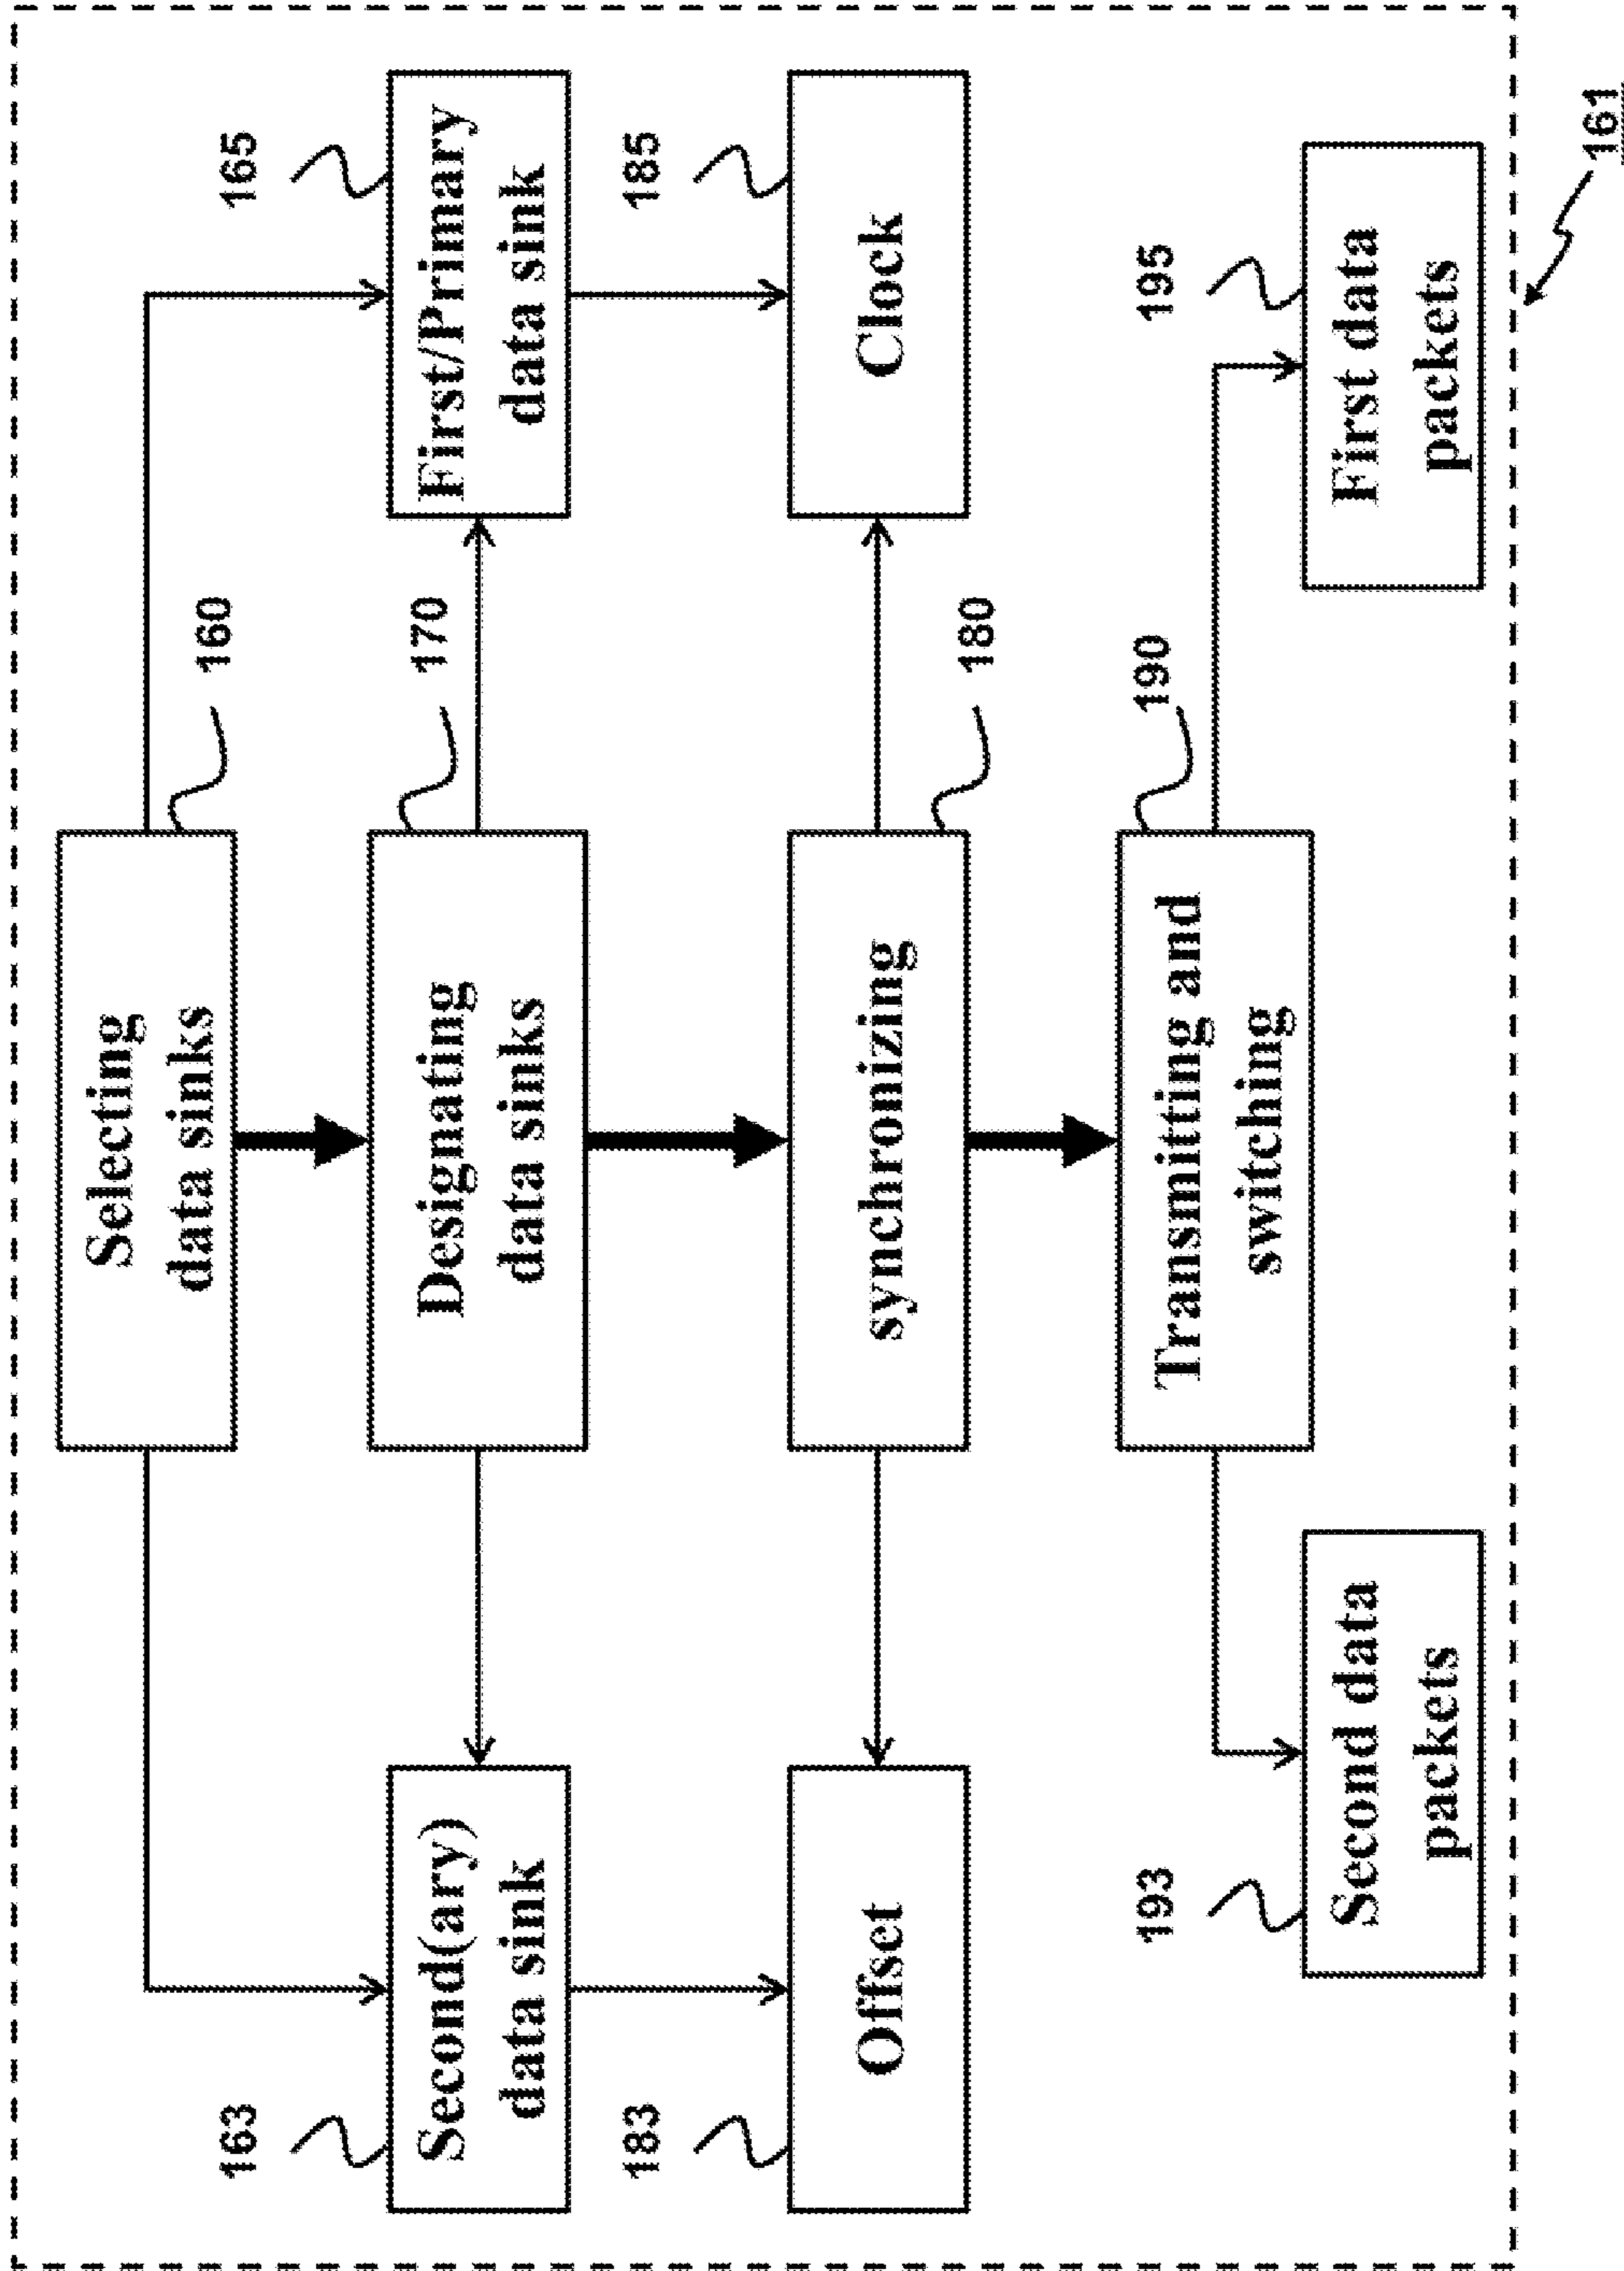 Selecting
data sinks
160
163
165
Second(ary)
data sink
Designating
data sinks
170
First/Primary
data sink
183
185
Offset
synchronizing
180
Clock
193
190
195
Transmitting and
switching
Second data
packets
First data
packets
161